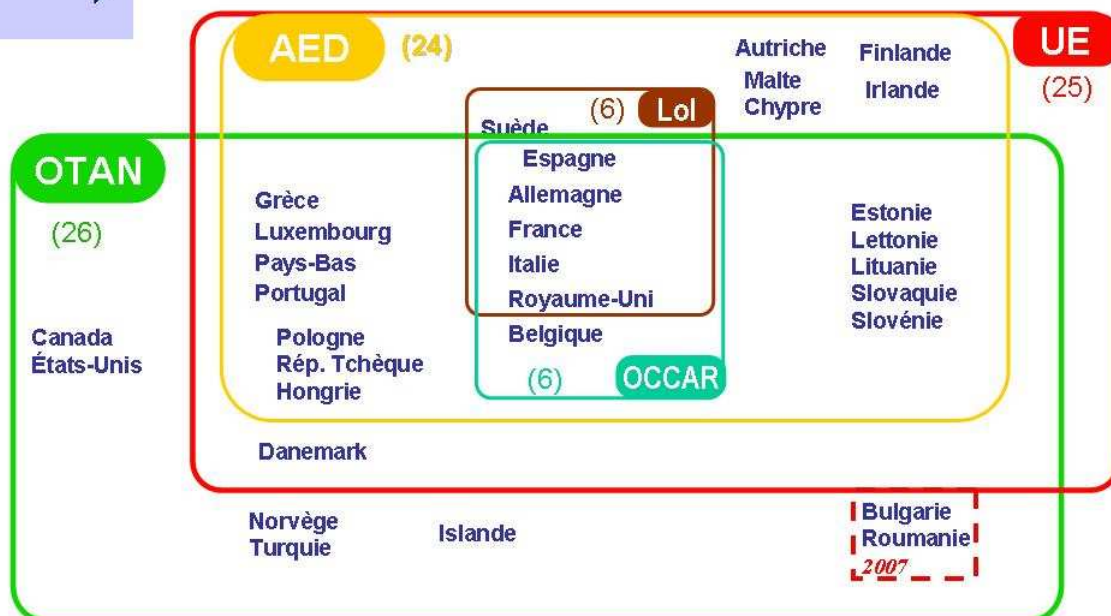 AED
(24)
UE
(25)
Autriche
Malte
Chypre
Finlande
Irlande
(6)
LoI
Suède
OTAN
(26)
Espagne
Allemagne
France
Italie
Royaume-Uni
Belgique
(6)
OCCAR
Grèce
Luxembourg
Pays-Bas
Portugal
Pologne
Rép. Tchèque
Hongrie
Estonie
Lettonie
Lituanie
Slovaquie
Slovénie
Canada
États-Unis
Danemark
Norvège
Turquie
Islande
Bulgarie
Roumanie
2007